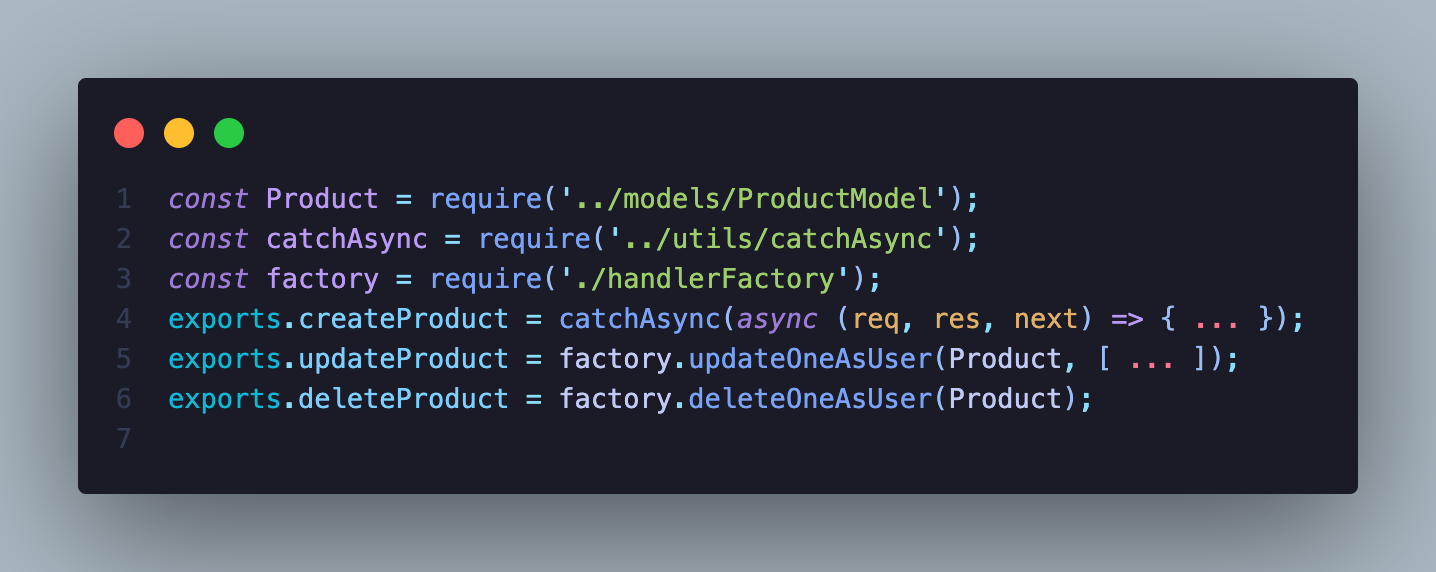 1 const Product = require('../models/ProductModel');
2 const catchAsync = require('../utils/catchAsync');
3 const factory = require('./handlerFactory');
4 exports.createProduct = catchAsync(async (req, res, next) => { ... });
5 exports.updateProduct = factory.updateOneAsUser(Product, [ ... ]);
6 exports.deleteProduct = factory.deleteOneAsUser(Product);
7